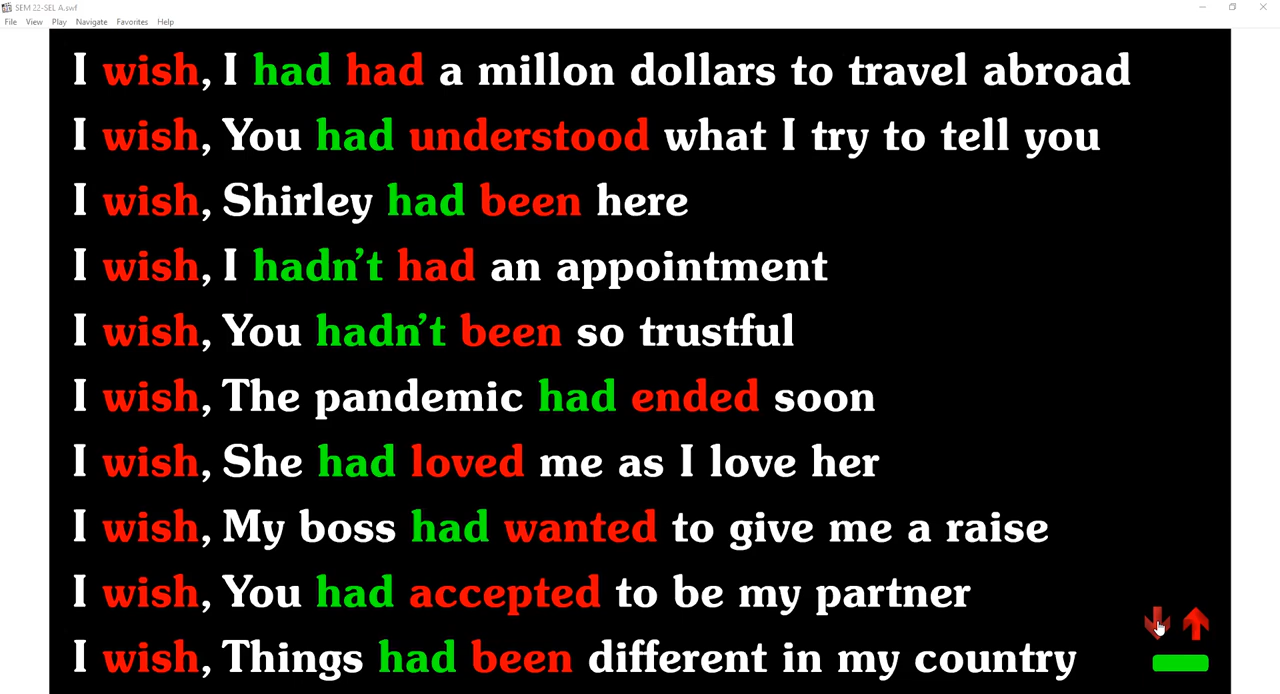 SEM 22-SEL A.swf
File View Play Navigate Favorites Help
I wish, I had had a millon dollars to travel abroad
I wish, You had understood what I try to tell you
I wish, Shirley had been here
I wish, I hadn't had an appointment
I wish, You hadn't been so trustful
I wish, The pandemic had ended soon
I wish, She had loved me as I love her
I wish, My boss had wanted to give me a raise
I wish, You had accepted to be my partner
I wish, Things had been different in my country